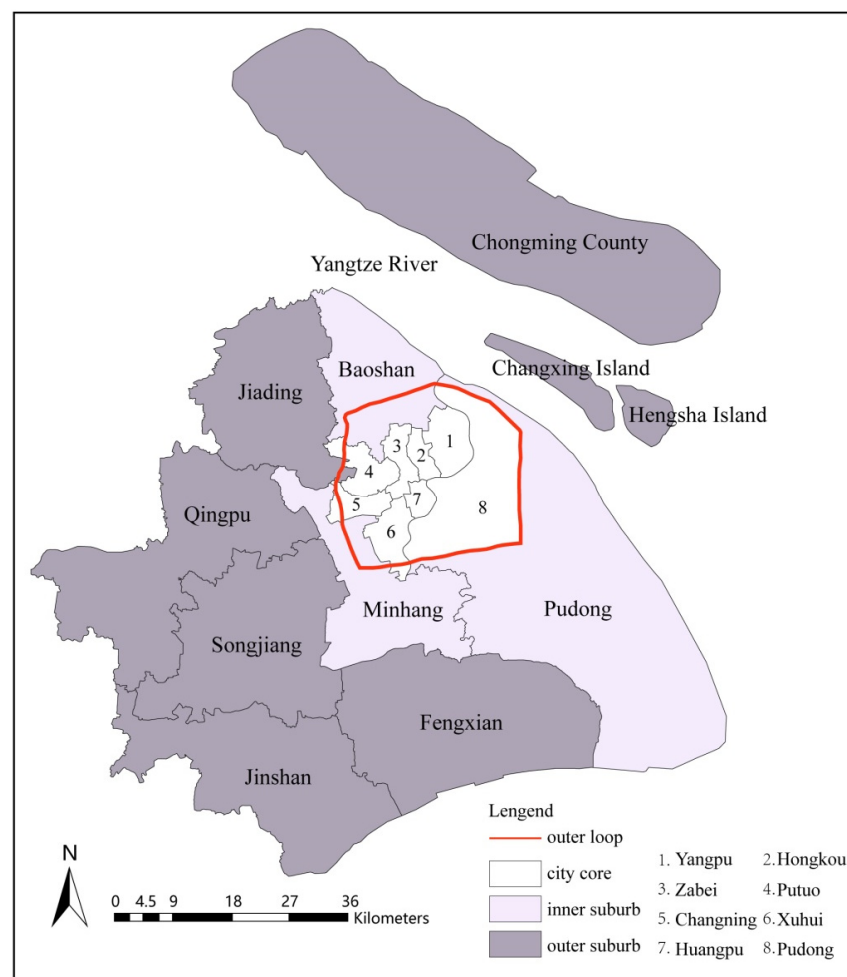 Chongming County
Yangtze River
Baoshan
Changxing Island
Jiading
Hengsha Island
3
1
2
4
Qingpu
5
7
8
6
Minhang
Pudong
Songjiang
Fengxian
Jinshan
Lengend
outer loop
city core
inner suburb
outer suburb
1. Yangpu 2.Hongkou
3. Zabei 4.Putuo
5. Changning 6.Xuhui
7. Huangpu 8.Pudong
N
0 4.5 9 18 27 36
Kilometers